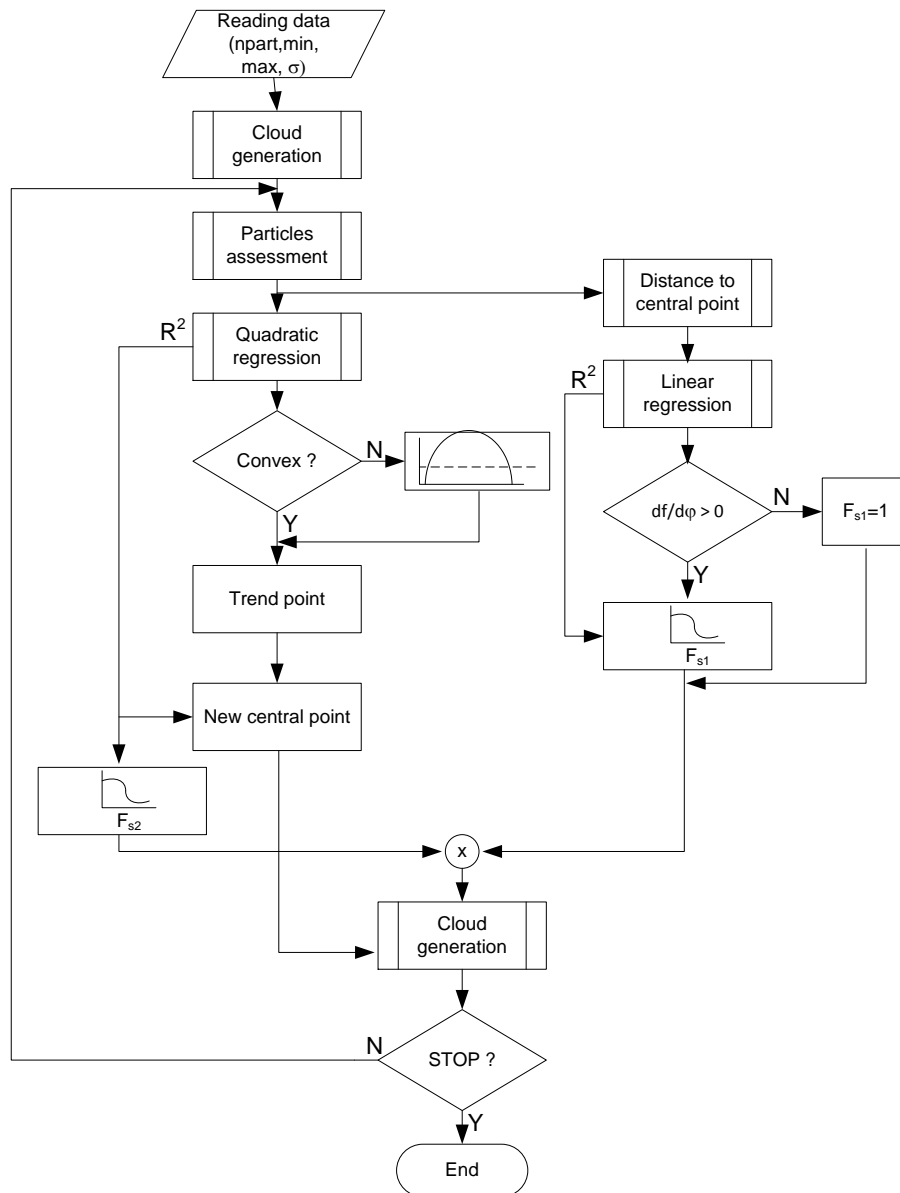 Reading data
(npart,min,
max, σ)
Cloud
generation
Particles
assessment
Distance to
central point
R²
Quadratic
regression
R²
Linear
regression
Convex ?
N
Y
df/dφ > 0
N
Y
Fs1=1
Trend point
Fs1
New central point
Fs2
x
Cloud
generation
N
STOP ?
Y
End